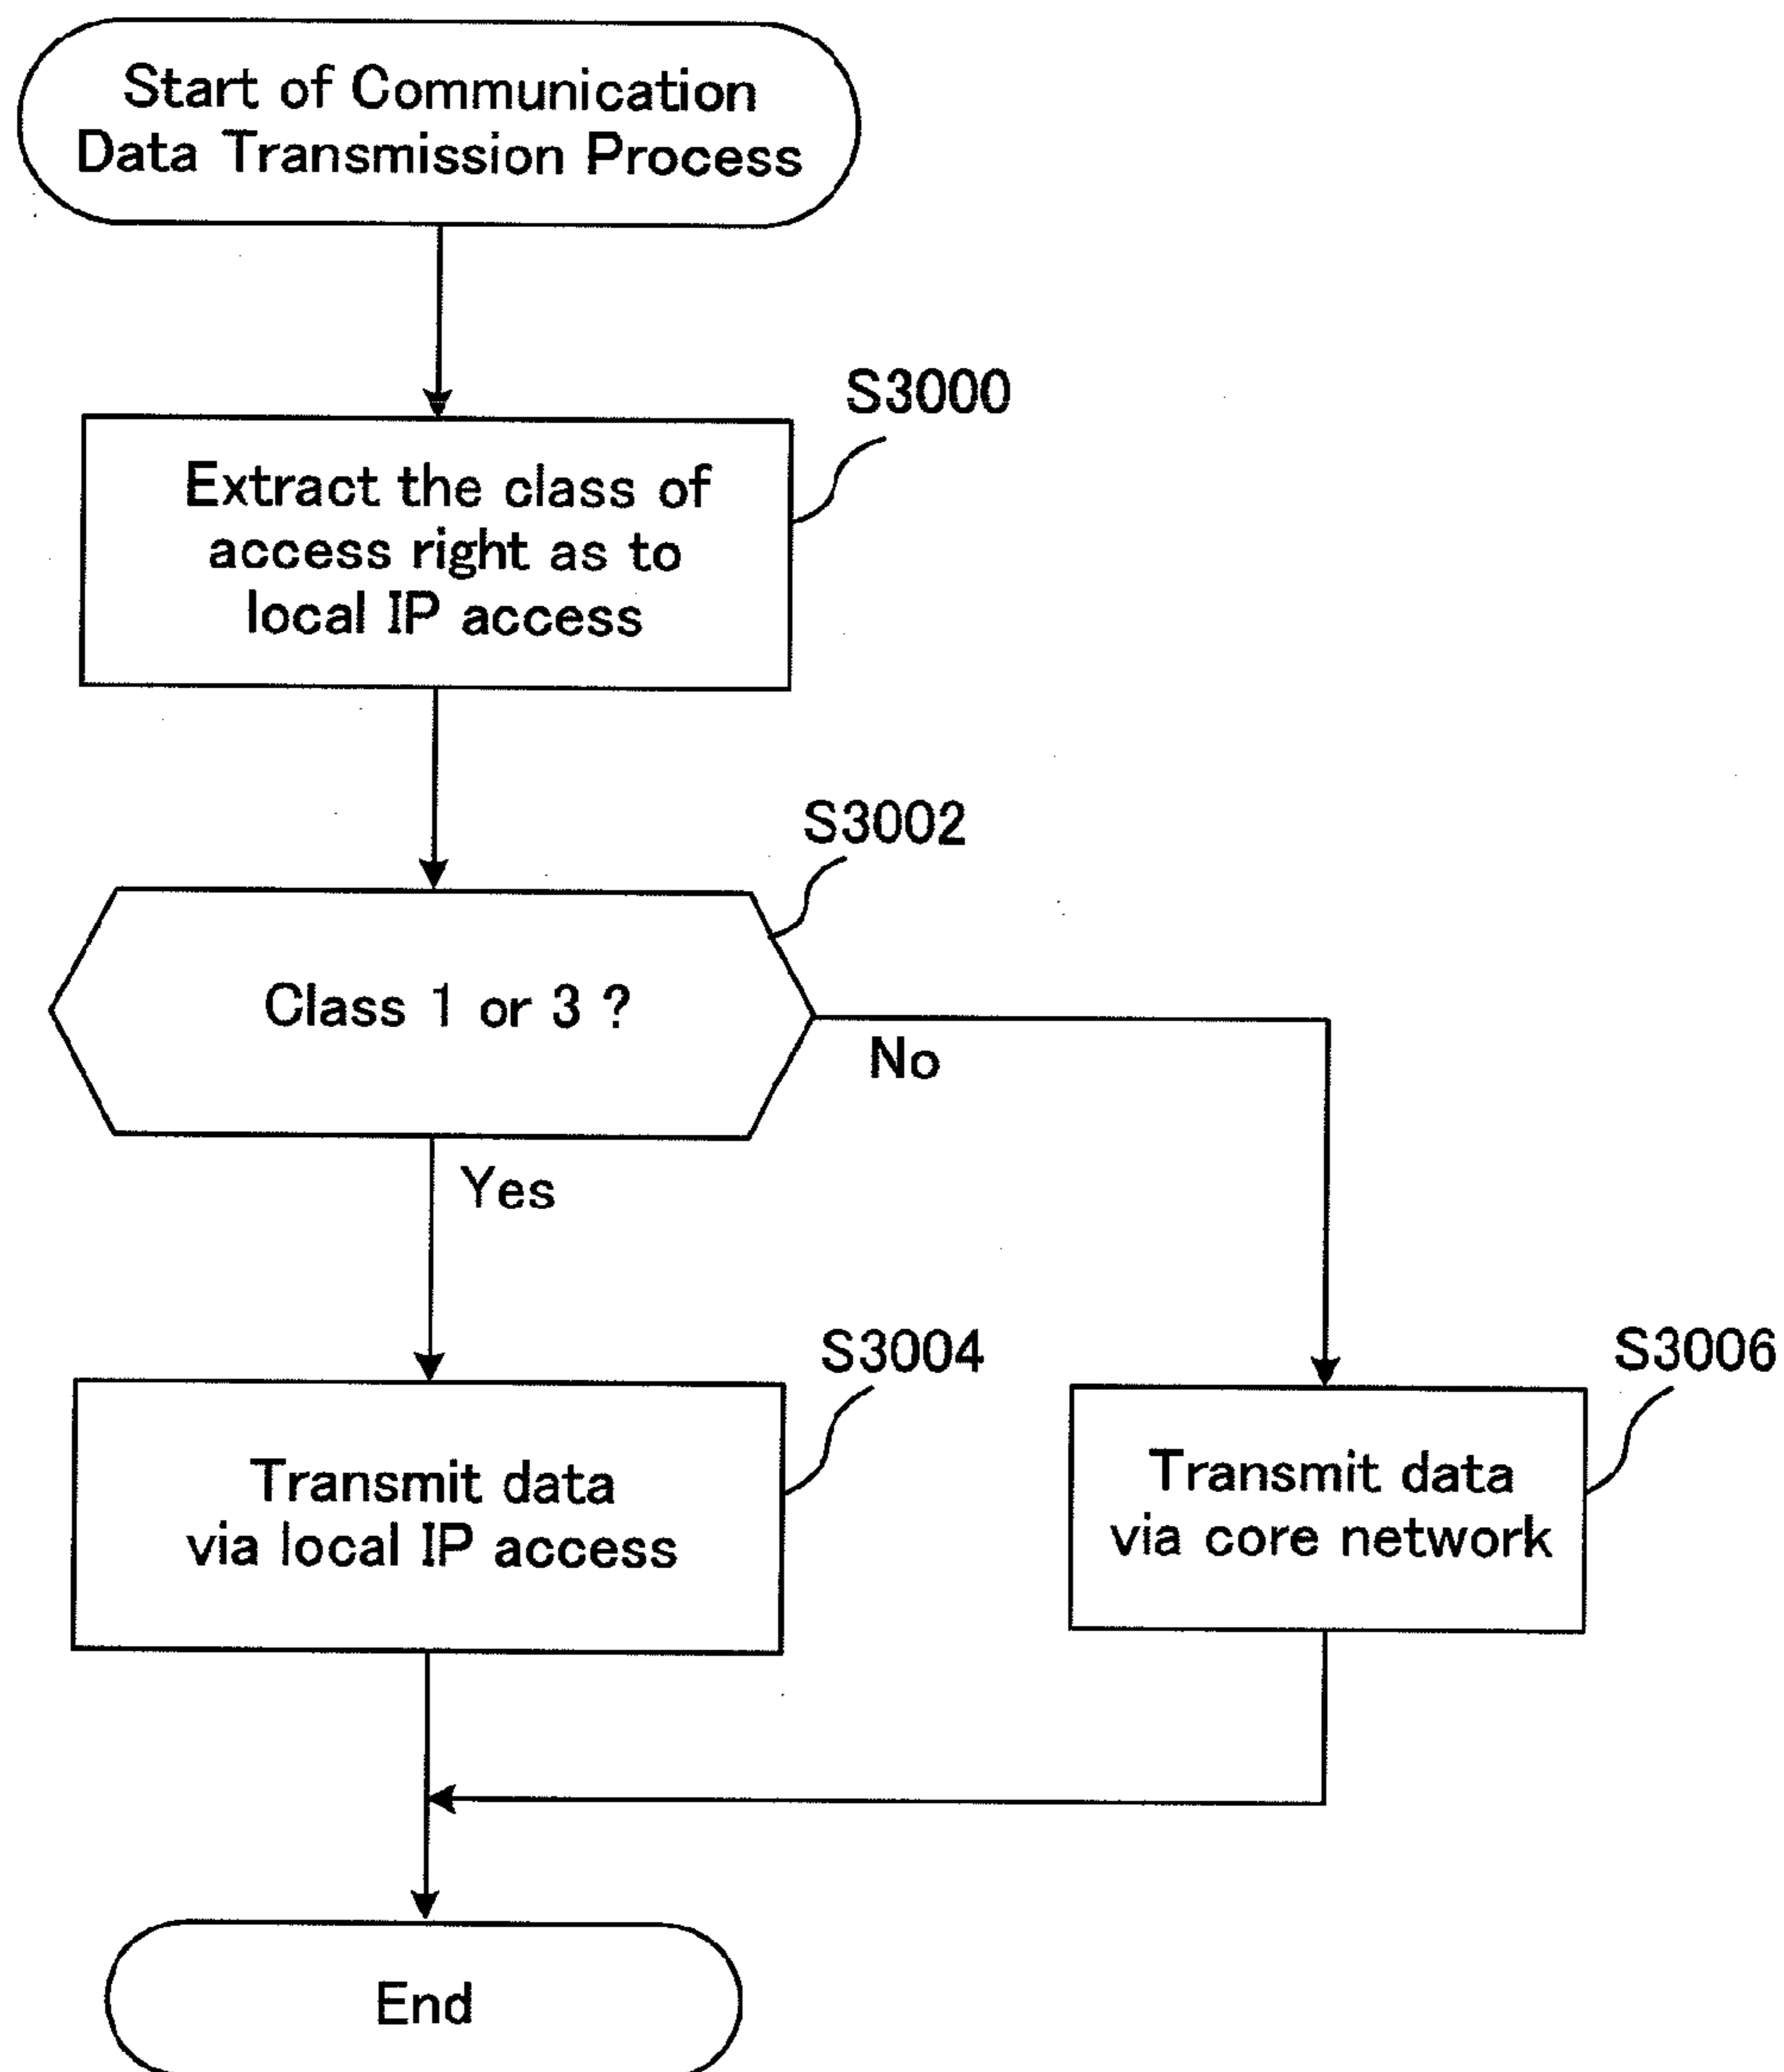 Start of Communication
Data Transmission Process
S3000
Extract the class of
access right as to
local IP access
S3002
Class 1 or 3 ?
No
Yes
S3004
Transmit data
via local IP access
S3006
Transmit data
via core network
End